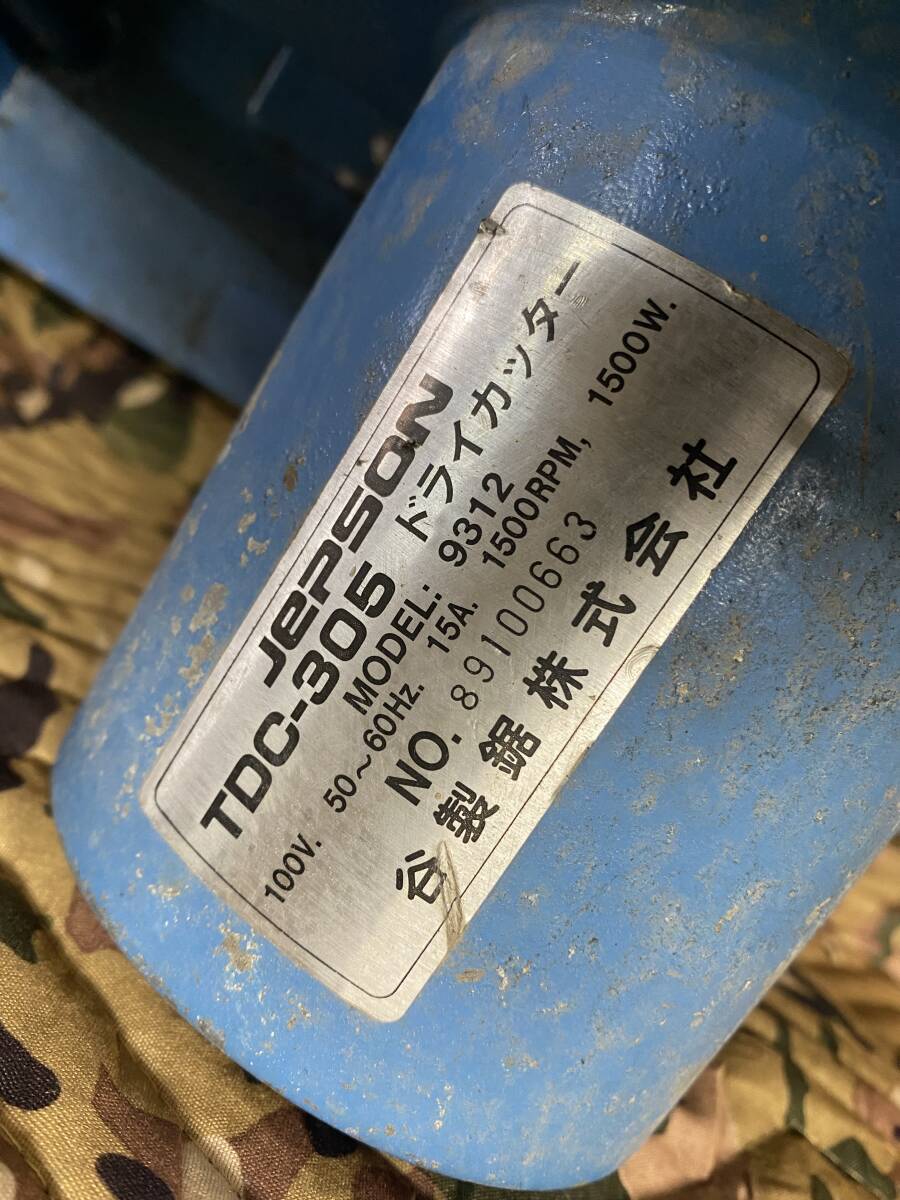 JEPSON
TDC-305 ドライカッター
MODEL: 9312
100V. 50～60Hz. 15A. 1500RPM, 1500W.
NO. 89100663
谷製鋸株式会社